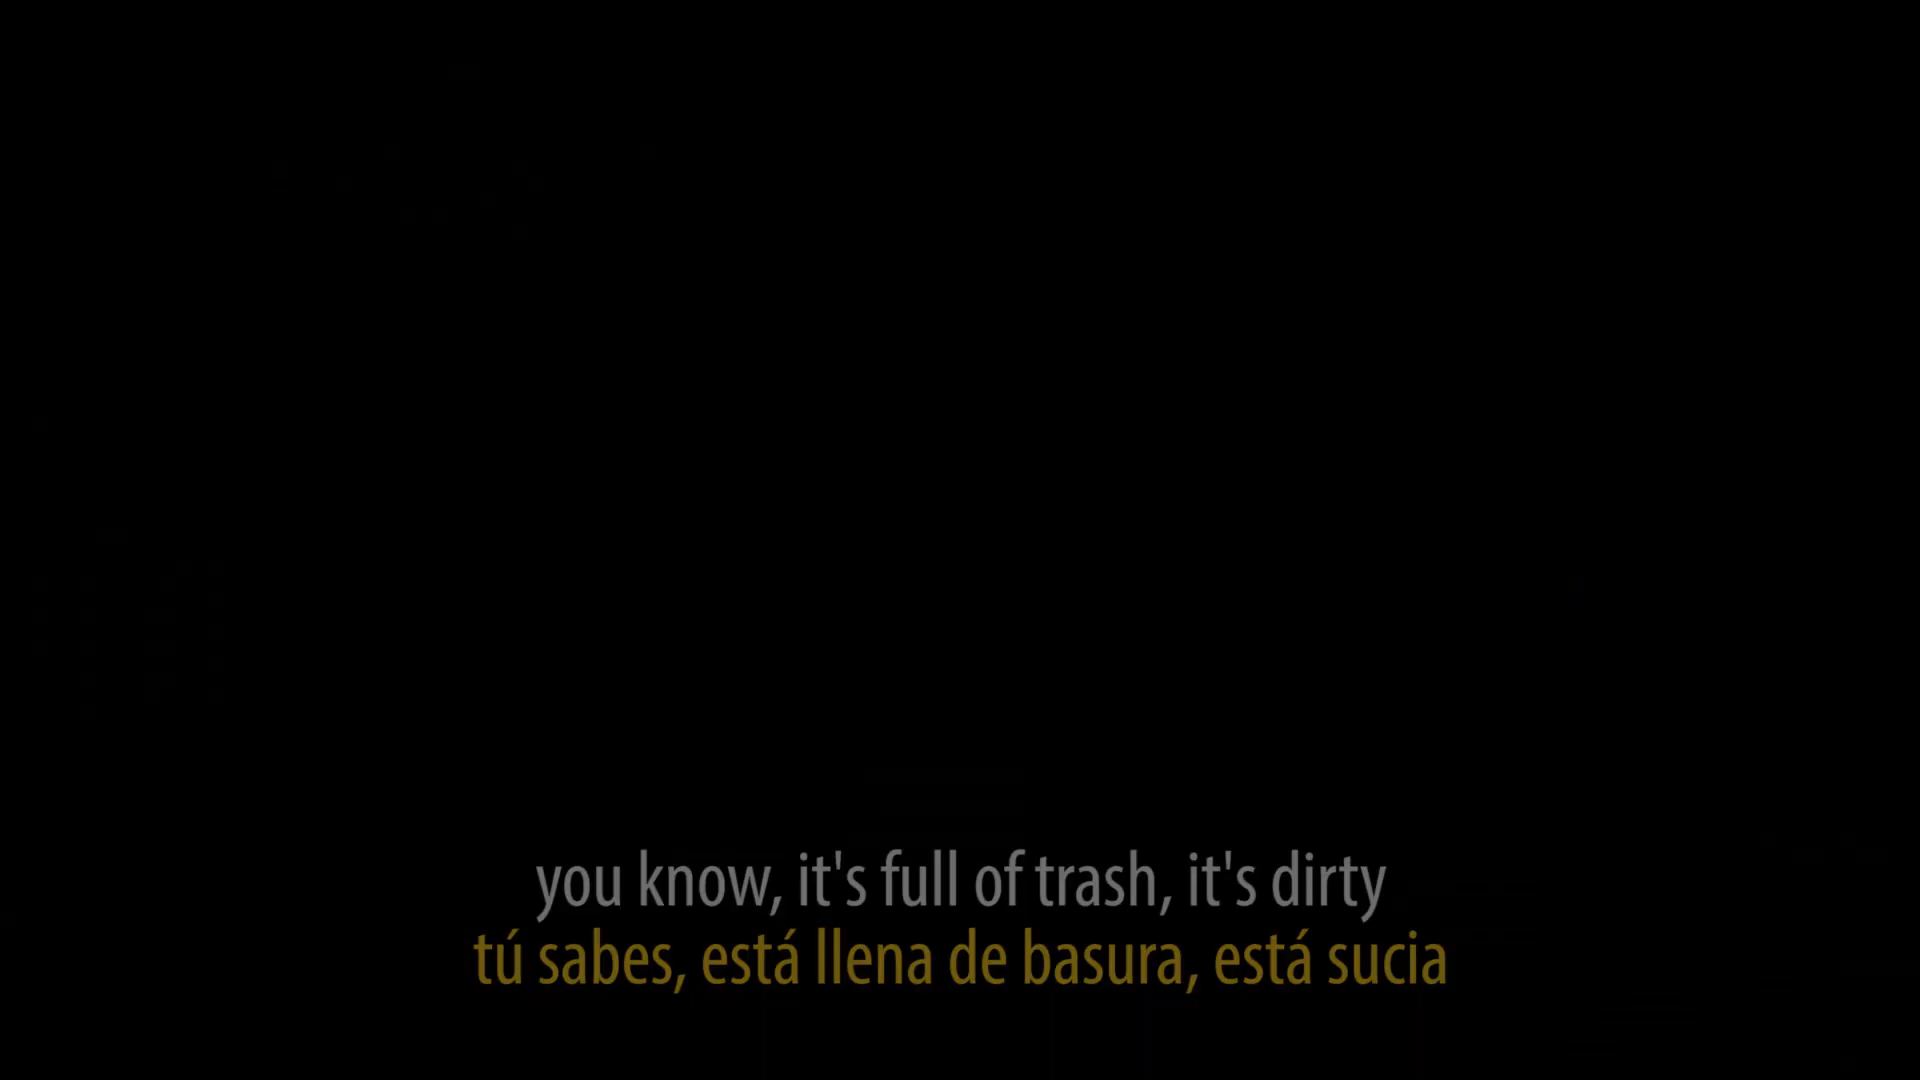 you know, it's full of trash, it's dirty
tú sabes, está llena de basura, está sucia